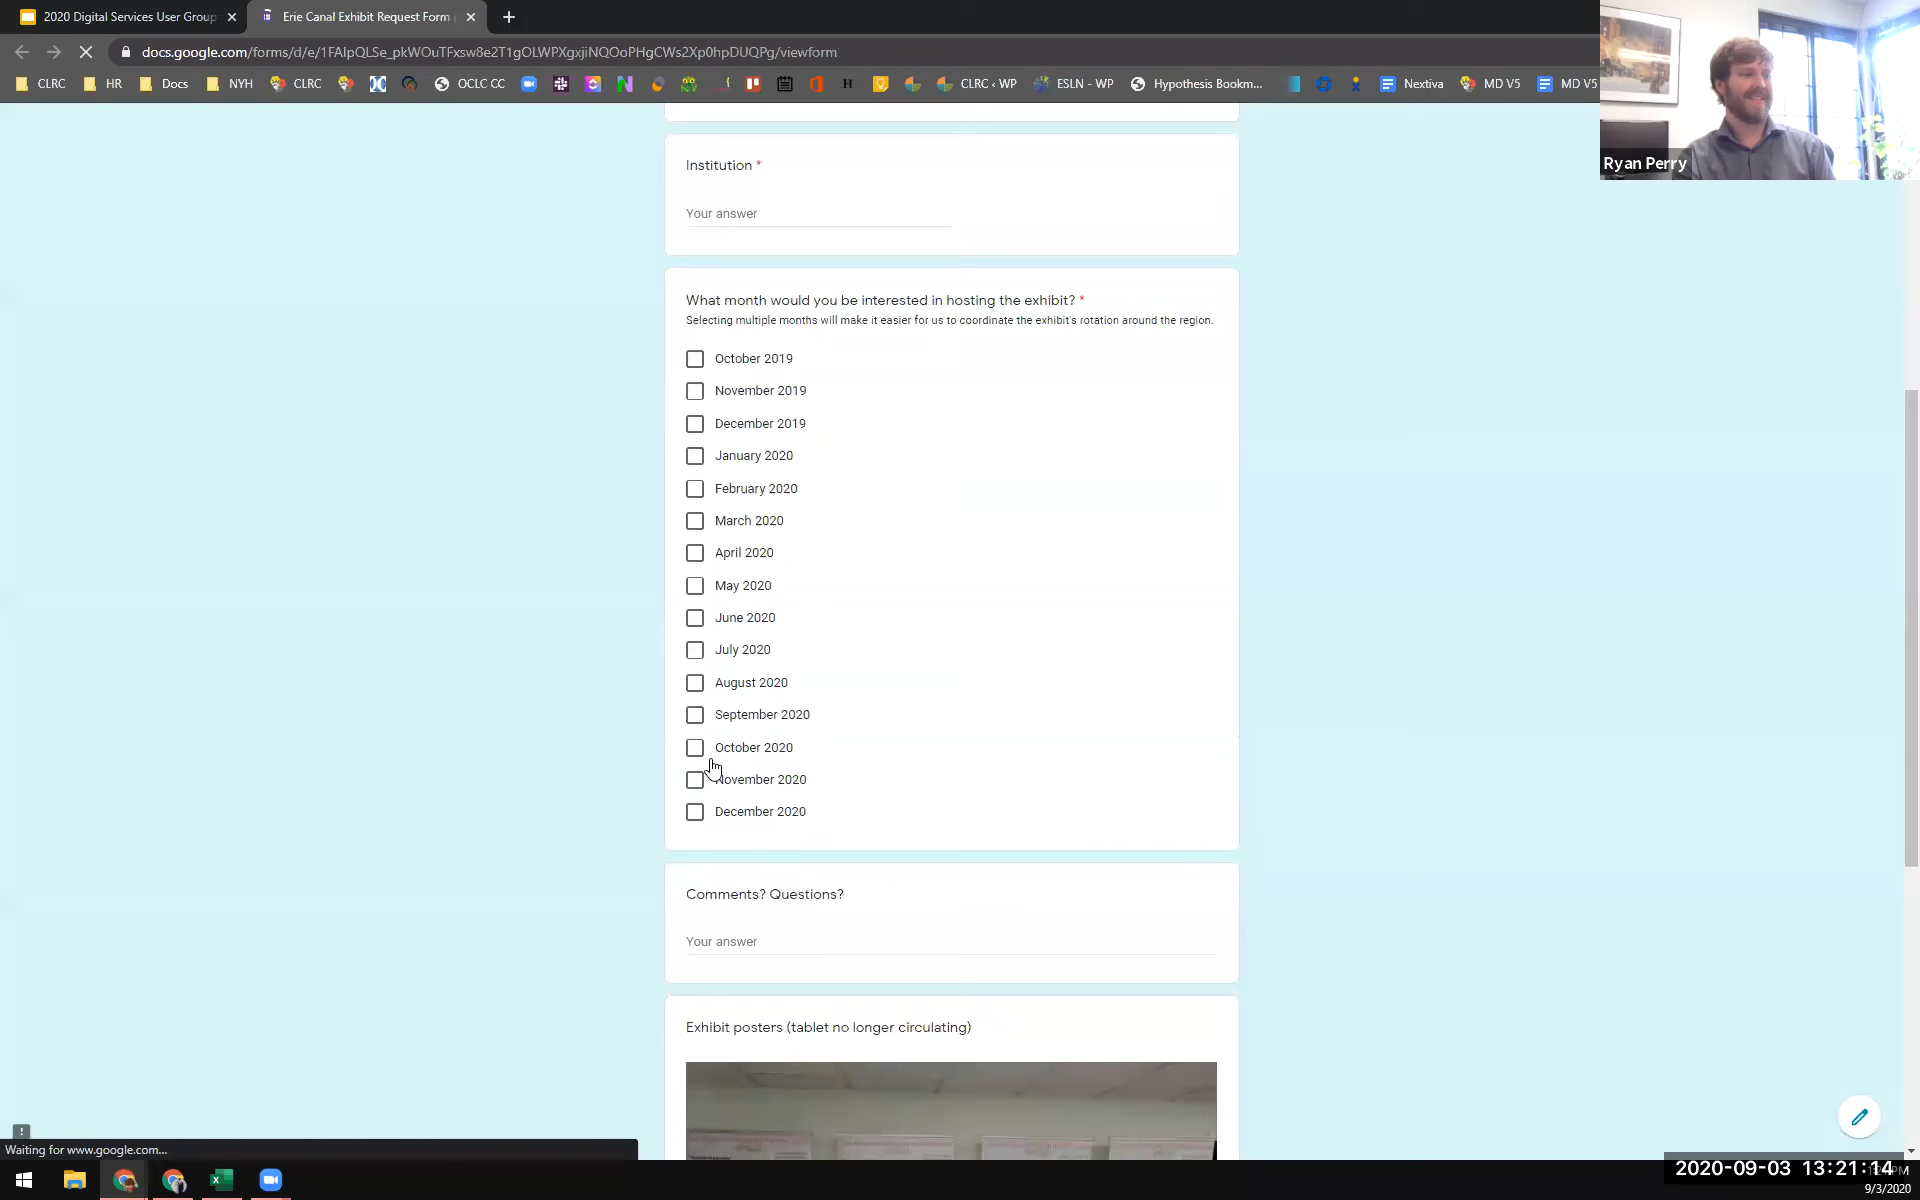 2020 Digital Services User Group
Erie Canal Exhibit Request Form
docs.google.com/forms/d/e/1FAIpQLSe_pkWOuTFxsw8e2T1gOLWPXgxjiNQOoPHgCWs2Xp0hpDUQPg/viewform
CLRC HR Docs NYH CLRC OCLC CC CLRC ‹ WP ESLN - WP Hypothesis Bookm... Nextiva MD V5 MD V5
Ryan Perry
Institution *
Your answer
What month would you be interested in hosting the exhibit? *
Selecting multiple months will make it easier for us to coordinate the exhibit's rotation around the region.
October 2019
November 2019
December 2019
January 2020
February 2020
March 2020
April 2020
May 2020
June 2020
July 2020
August 2020
September 2020
October 2020
November 2020
December 2020
Comments? Questions?
Your answer
Exhibit posters (tablet no longer circulating)
Waiting for www.google.com...
2020-09-03 13:21:14
9/3/2020